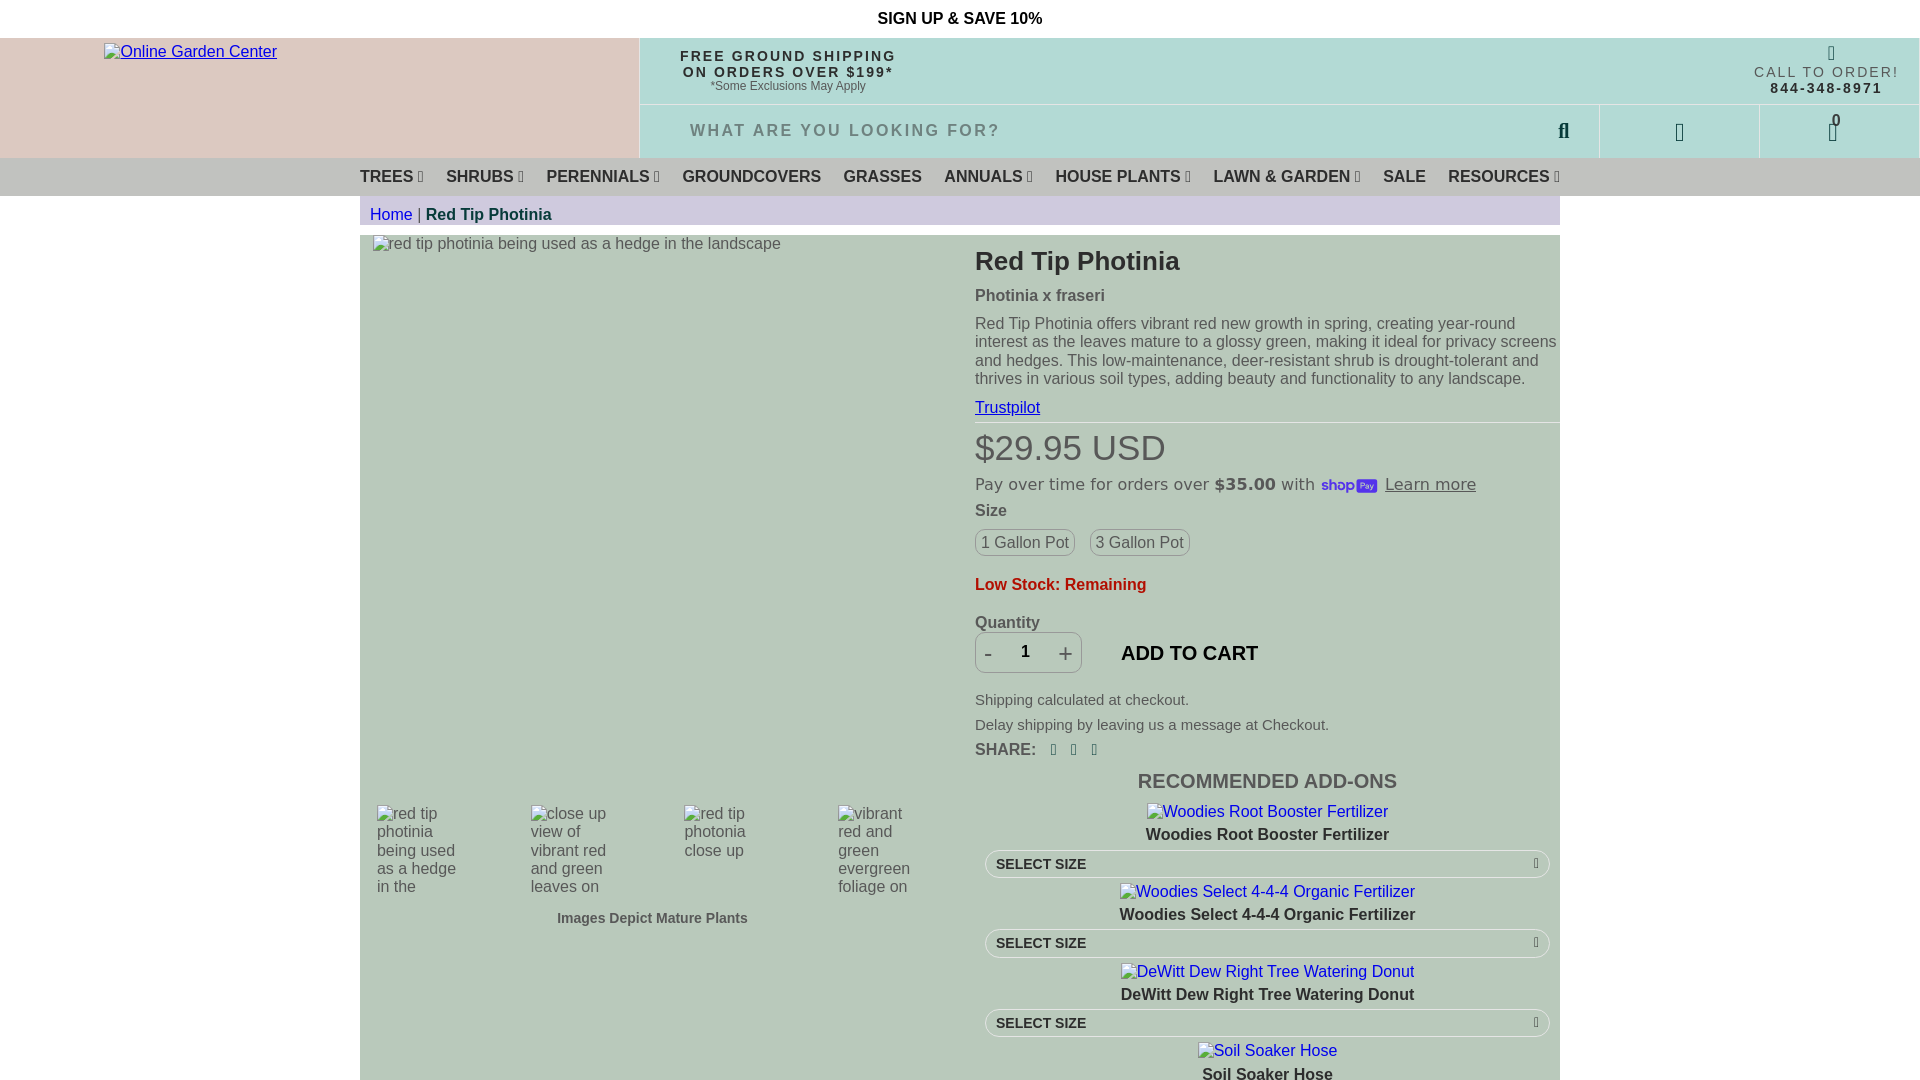 SIGN UP & SAVE 10%
Online Garden Center
FREE GROUND SHIPPING
ON ORDERS OVER $199*
*Some Exclusions May Apply
CALL TO ORDER!
844-348-8971
WHAT ARE YOU LOOKING FOR?
0
TREES SHRUBS PERENNIALS GROUNDCOVERS GRASSES ANNUALS HOUSE PLANTS LAWN & GARDEN SALE RESOURCES
Home | Red Tip Photinia
red tip photinia being used as a hedge in the landscape
Red Tip Photinia
Photinia x fraseri
Red Tip Photinia offers vibrant red new growth in spring, creating year-round
interest as the leaves mature to a glossy green, making it ideal for privacy screens
and hedges. This low-maintenance, deer-resistant shrub is drought-tolerant and
thrives in various soil types, adding beauty and functionality to any landscape.
Trustpilot
$29.95 USD
Pay over time for orders over $35.00 with shop Pay Learn more
Size
1 Gallon Pot 3 Gallon Pot
Low Stock: Remaining
Quantity
- 1 + ADD TO CART
Shipping calculated at checkout.
Delay shipping by leaving us a message at Checkout.
SHARE:
red tip
photinia
being used
as a hedge
in the
close up
view of
vibrant red
and green
leaves on
red tip
photonia
close up
vibrant
red and
green
evergreen
foliage on
Images Depict Mature Plants
RECOMMENDED ADD-ONS
Woodies Root Booster Fertilizer
Woodies Root Booster Fertilizer
SELECT SIZE
Woodies Select 4-4-4 Organic Fertilizer
Woodies Select 4-4-4 Organic Fertilizer
SELECT SIZE
DeWitt Dew Right Tree Watering Donut
DeWitt Dew Right Tree Watering Donut
SELECT SIZE
Soil Soaker Hose
Soil Soaker Hose